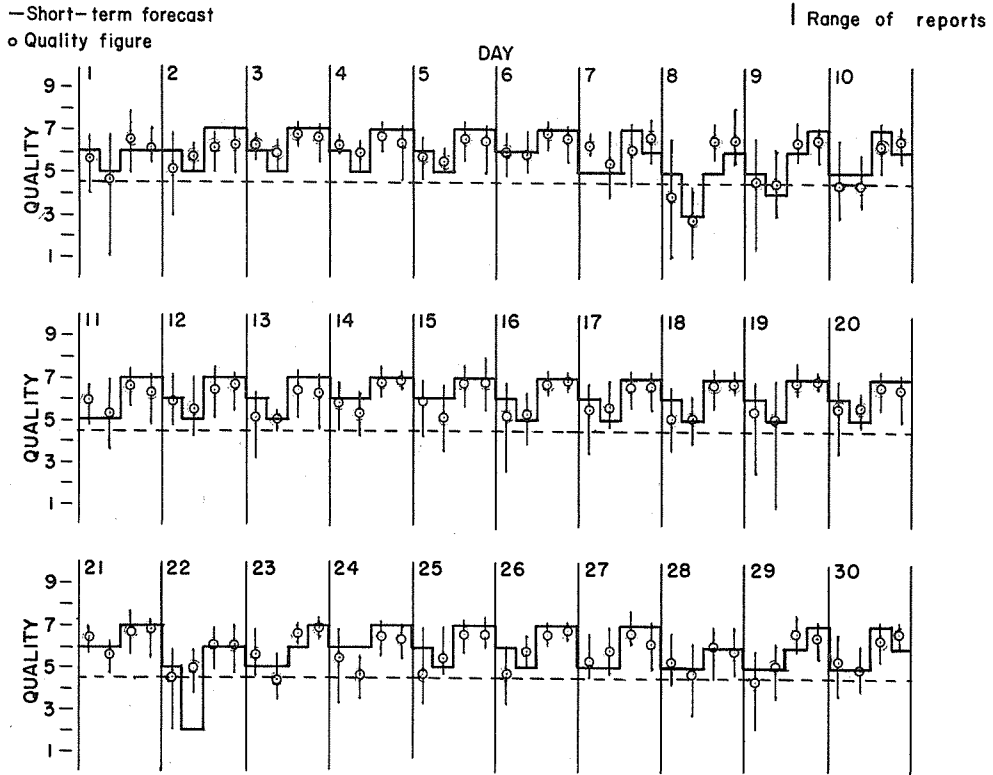 —Short-term forecast
o Quality figure
| Range of reports
DAY
1 2 3 4 5 6 7 8 9 10
QUALITY
9
7
5
3
1
11 12 13 14 15 16 17 18 19 20
QUALITY
9
7
5
3
1
21 22 23 24 25 26 27 28 29 30
QUALITY
9
7
5
3
1